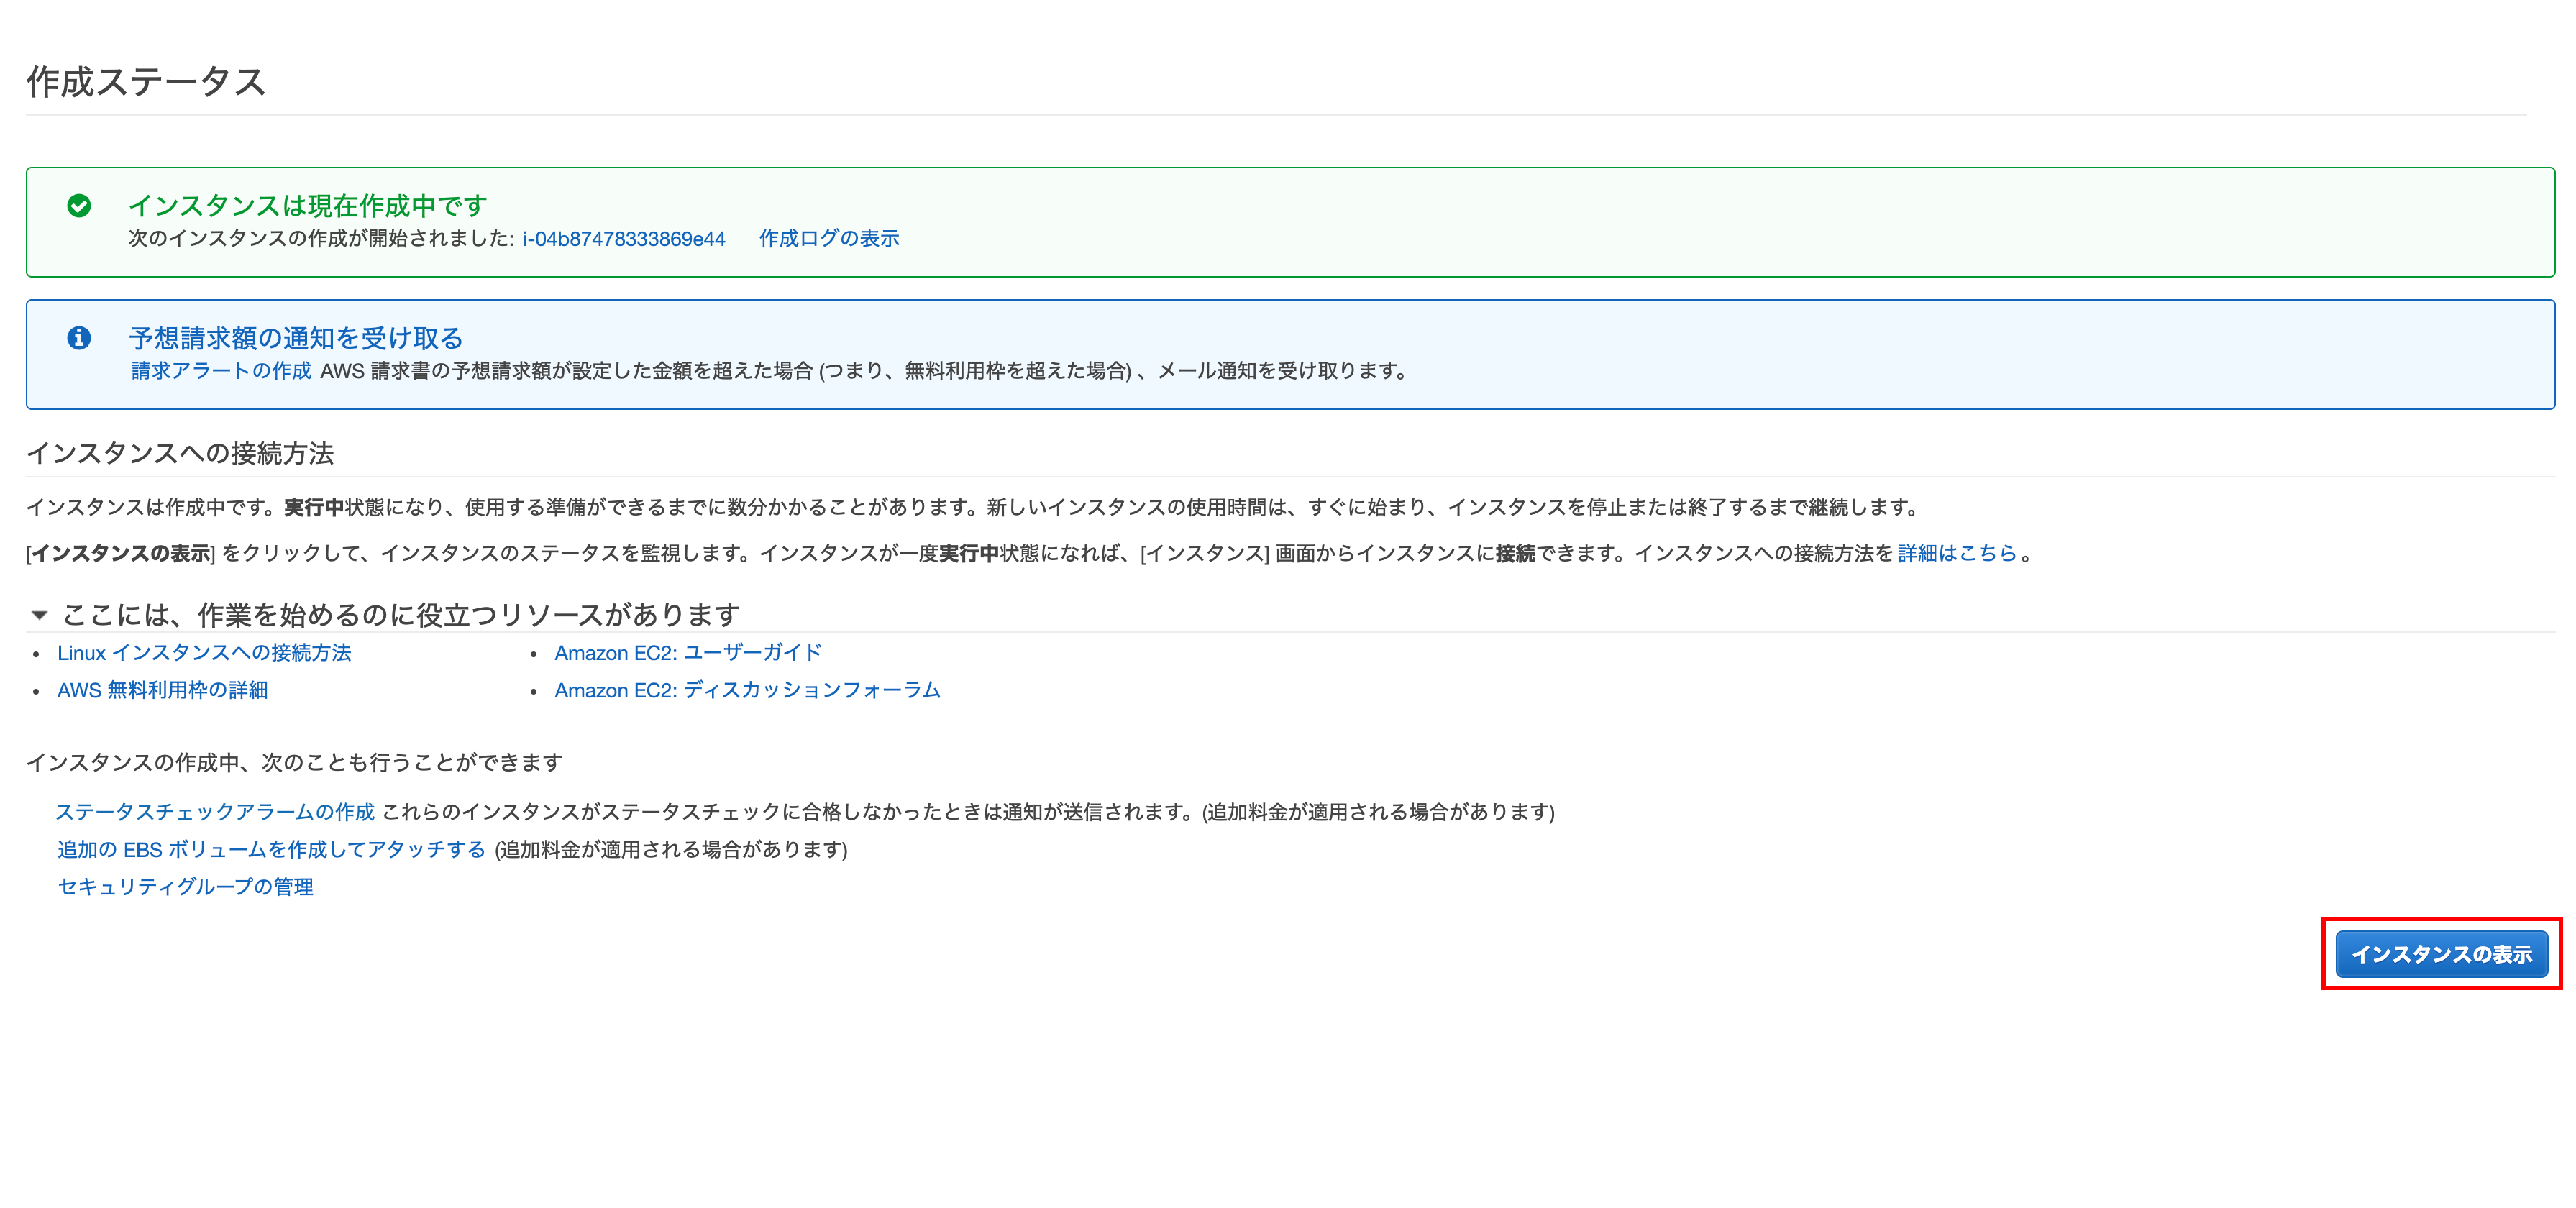 作成ステータス
インスタンスは現在作成中です
次のインスタンスの作成が開始されました: i-04b87478333869e44 作成ログの表示
予想請求額の通知を受け取る
請求アラートの作成 AWS 請求書の予想請求額が設定した金額を超えた場合 (つまり、無料利用枠を超えた場合) 、メール通知を受け取ります。
インスタンスへの接続方法
インスタンスは作成中です。実行中状態になり、使用する準備ができるまでに数分かかることがあります。新しいインスタンスの使用時間は、すぐに始まり、インスタンスを停止または終了するまで継続します。
[インスタンスの表示] をクリックして、インスタンスのステータスを監視します。インスタンスが一度実行中状態になれば、[インスタンス] 画面からインスタンスに接続できます。インスタンスへの接続方法を 詳細はこちら 。
ここには、作業を始めるのに役立つリソースがあります
• Linux インスタンスへの接続方法 • Amazon EC2: ユーザーガイド
• AWS 無料利用枠の詳細 • Amazon EC2: ディスカッションフォーラム
インスタンスの作成中、次のことも行うことができます
ステータスチェックアラームの作成 これらのインスタンスがステータスチェックに合格しなかったときは通知が送信されます。(追加料金が適用される場合があります)
追加の EBS ボリュームを作成してアタッチする (追加料金が適用される場合があります)
セキュリティグループの管理
インスタンスの表示